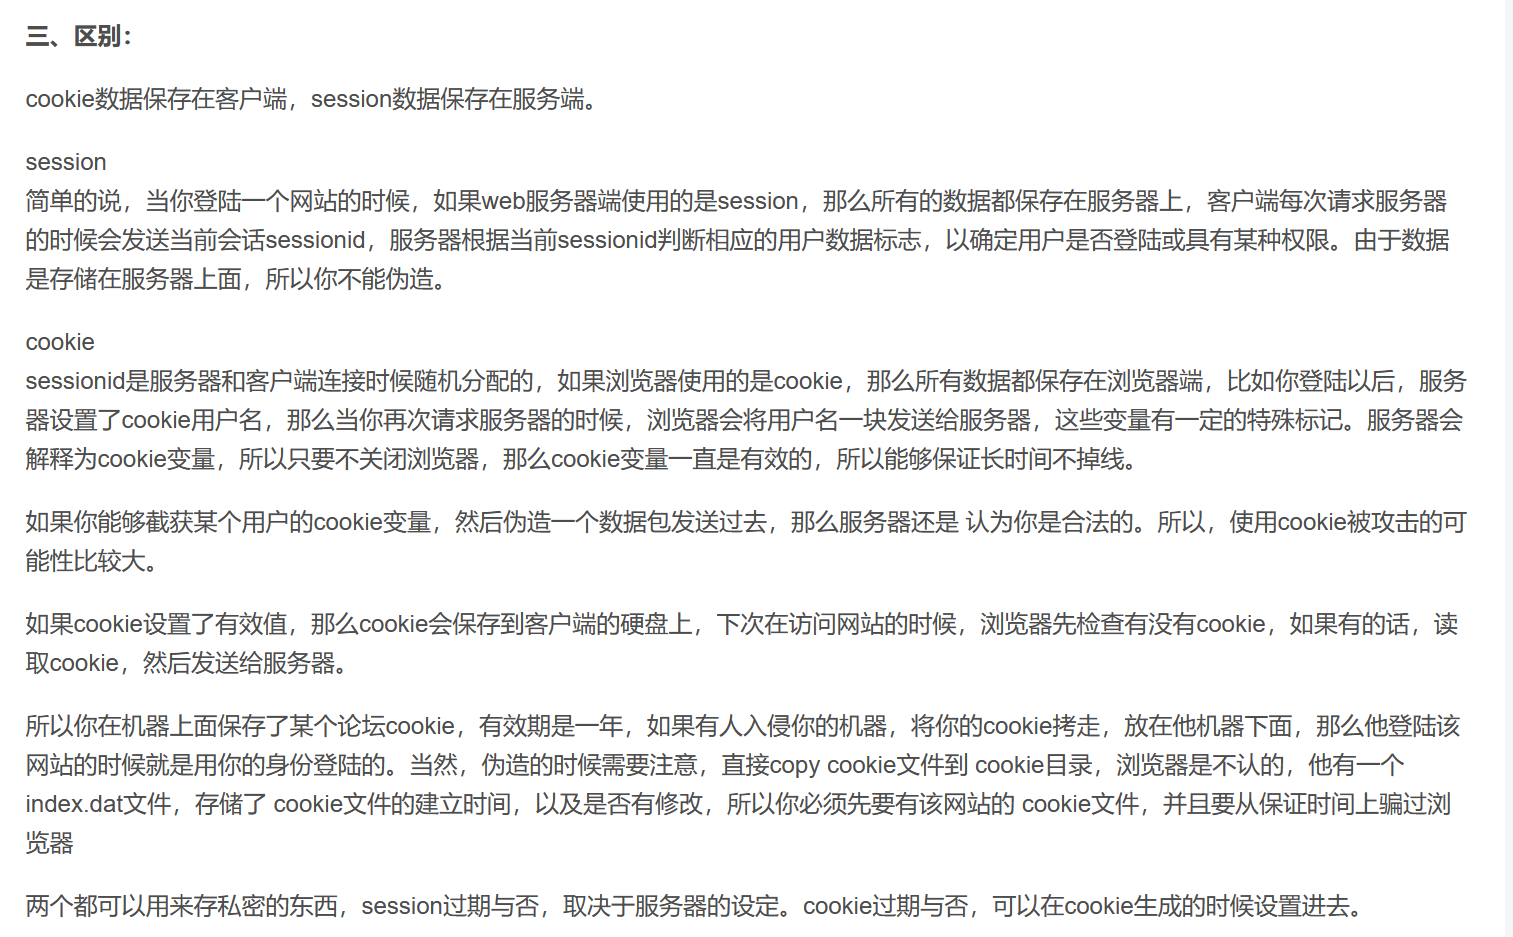 三、区别：
cookie数据保存在客户端，session数据保存在服务端。
session
简单的说，当你登陆一个网站的时候，如果web服务器端使用的是session，那么所有的数据都保存在服务器上，客户端每次请求服务器
的时候会发送当前会话sessionid，服务器根据当前sessionid判断相应的用户数据标志，以确定用户是否登陆或具有某种权限。由于数据
是存储在服务器上面，所以你不能伪造。
cookie
sessionid是服务器和客户端连接时候随机分配的，如果浏览器使用的是cookie，那么所有数据都保存在浏览器端，比如你登陆以后，服务
器设置了cookie用户名，那么当你再次请求服务器的时候，浏览器会将用户名一块发送给服务器，这些变量有一定的特殊标记。服务器会
解释为cookie变量，所以只要不关闭浏览器，那么cookie变量一直是有效的，所以能够保证长时间不掉线。
如果你能够截获某个用户的cookie变量，然后伪造一个数据包发送过去，那么服务器还是 认为你是合法的。所以，使用cookie被攻击的可
能性比较大。
如果cookie设置了有效值，那么cookie会保存到客户端的硬盘上，下次在访问网站的时候，浏览器先检查有没有cookie，如果有的话，读
取cookie，然后发送给服务器。
所以你在机器上面保存了某个论坛cookie，有效期是一年，如果有人入侵你的机器，将你的cookie拷走，放在他机器下面，那么他登陆该
网站的时候就是用你的身份登陆的。当然，伪造的时候需要注意，直接copy cookie文件到 cookie目录，浏览器是不认的，他有一个
index.dat文件，存储了 cookie文件的建立时间，以及是否有修改，所以你必须先要有该网站的 cookie文件，并且要从保证时间上骗过浏
览器
两个都可以用来存私密的东西，session过期与否，取决于服务器的设定。cookie过期与否，可以在cookie生成的时候设置进去。